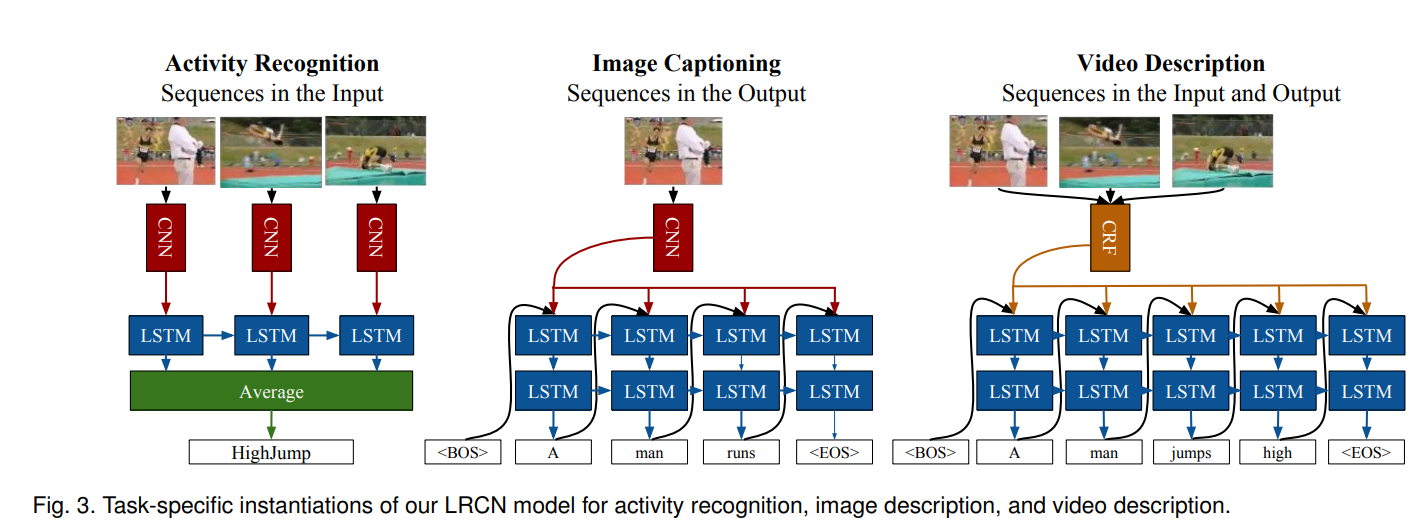 Activity Recognition
Sequences in the Input
CNN
CNN
CNN
LSTM
LSTM
LSTM
Average
HighJump
Image Captioning
Sequences in the Output
CNN
LSTM
LSTM
LSTM
LSTM
LSTM
LSTM
LSTM
LSTM
<BOS>
A
man
runs
<EOS>
Video Description
Sequences in the Input and Output
CRF
LSTM
LSTM
LSTM
LSTM
LSTM
LSTM
LSTM
LSTM
LSTM
LSTM
<BOS>
A
man
jumps
high
<EOS>
Fig. 3. Task-specific instantiations of our LRCN model for activity recognition, image description, and video description.